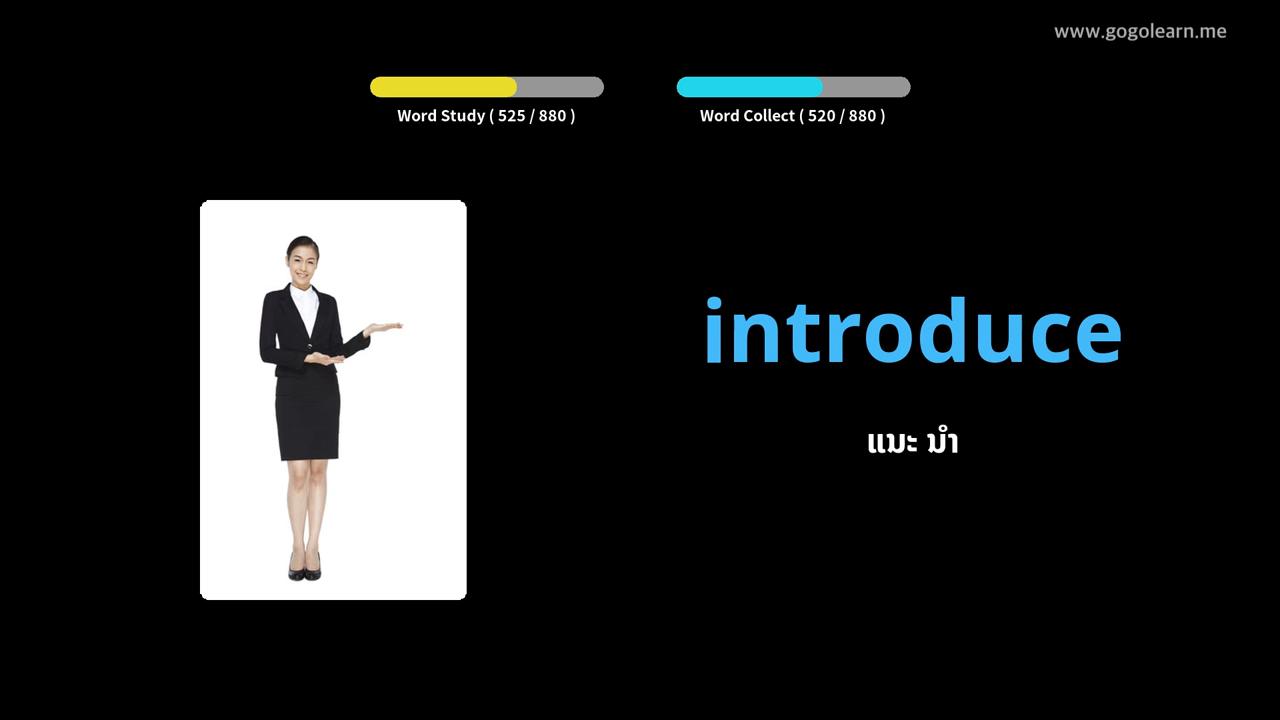 www.gogolearn.me
Word Study ( 525 / 880 )
Word Collect ( 520 / 880 )
introduce
ແນະ ນຳ